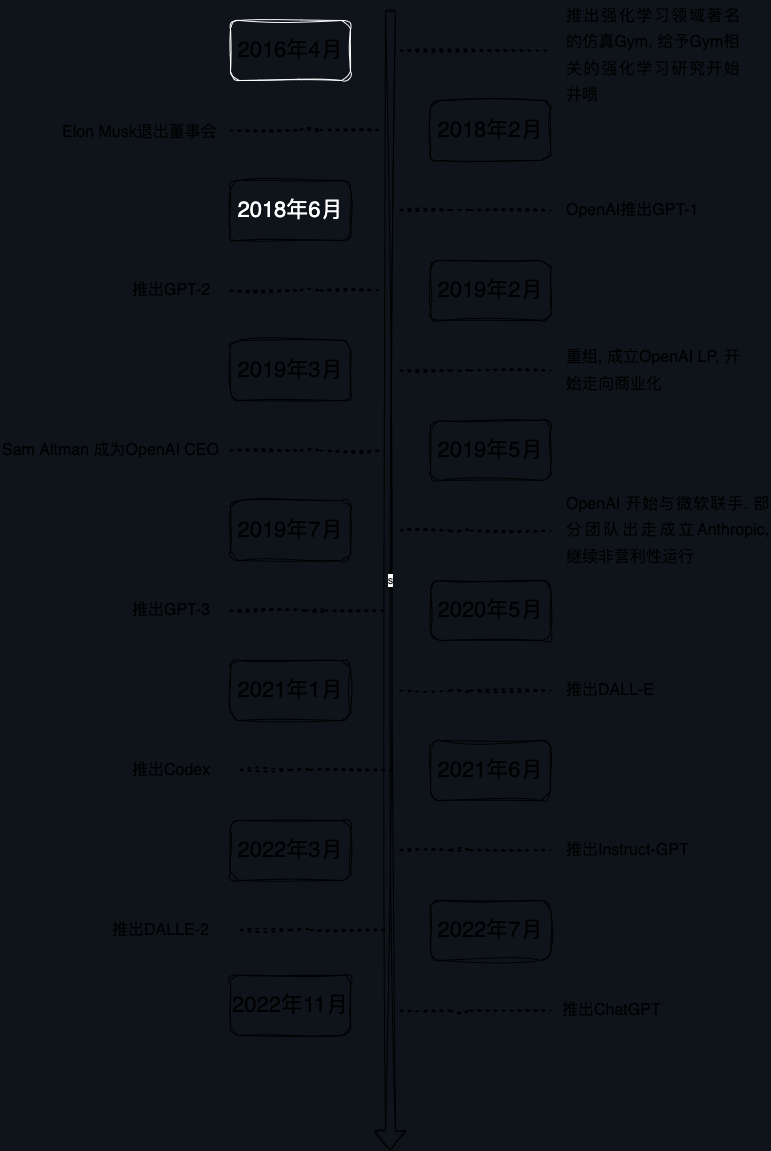 2016年4月
推出强化学习领域著名
的仿真Gym, 给予Gym相
关的强化学习研究开始
井喷
Elon Musk退出董事会
2018年2月
2018年6月
OpenAI推出GPT-1
推出GPT-2
2019年2月
2019年3月
重组, 成立OpenAI LP, 开
始走向商业化
Sam Altman 成为OpenAI CEO
2019年5月
2019年7月
OpenAI 开始与微软联手. 部
分团队出走成立Anthropic,
继续非营利性运行
s
推出GPT-3
2020年5月
2021年1月
推出DALL-E
推出Codex
2021年6月
2022年3月
推出Instruct-GPT
推出DALLE-2
2022年7月
2022年11月
推出ChatGPT